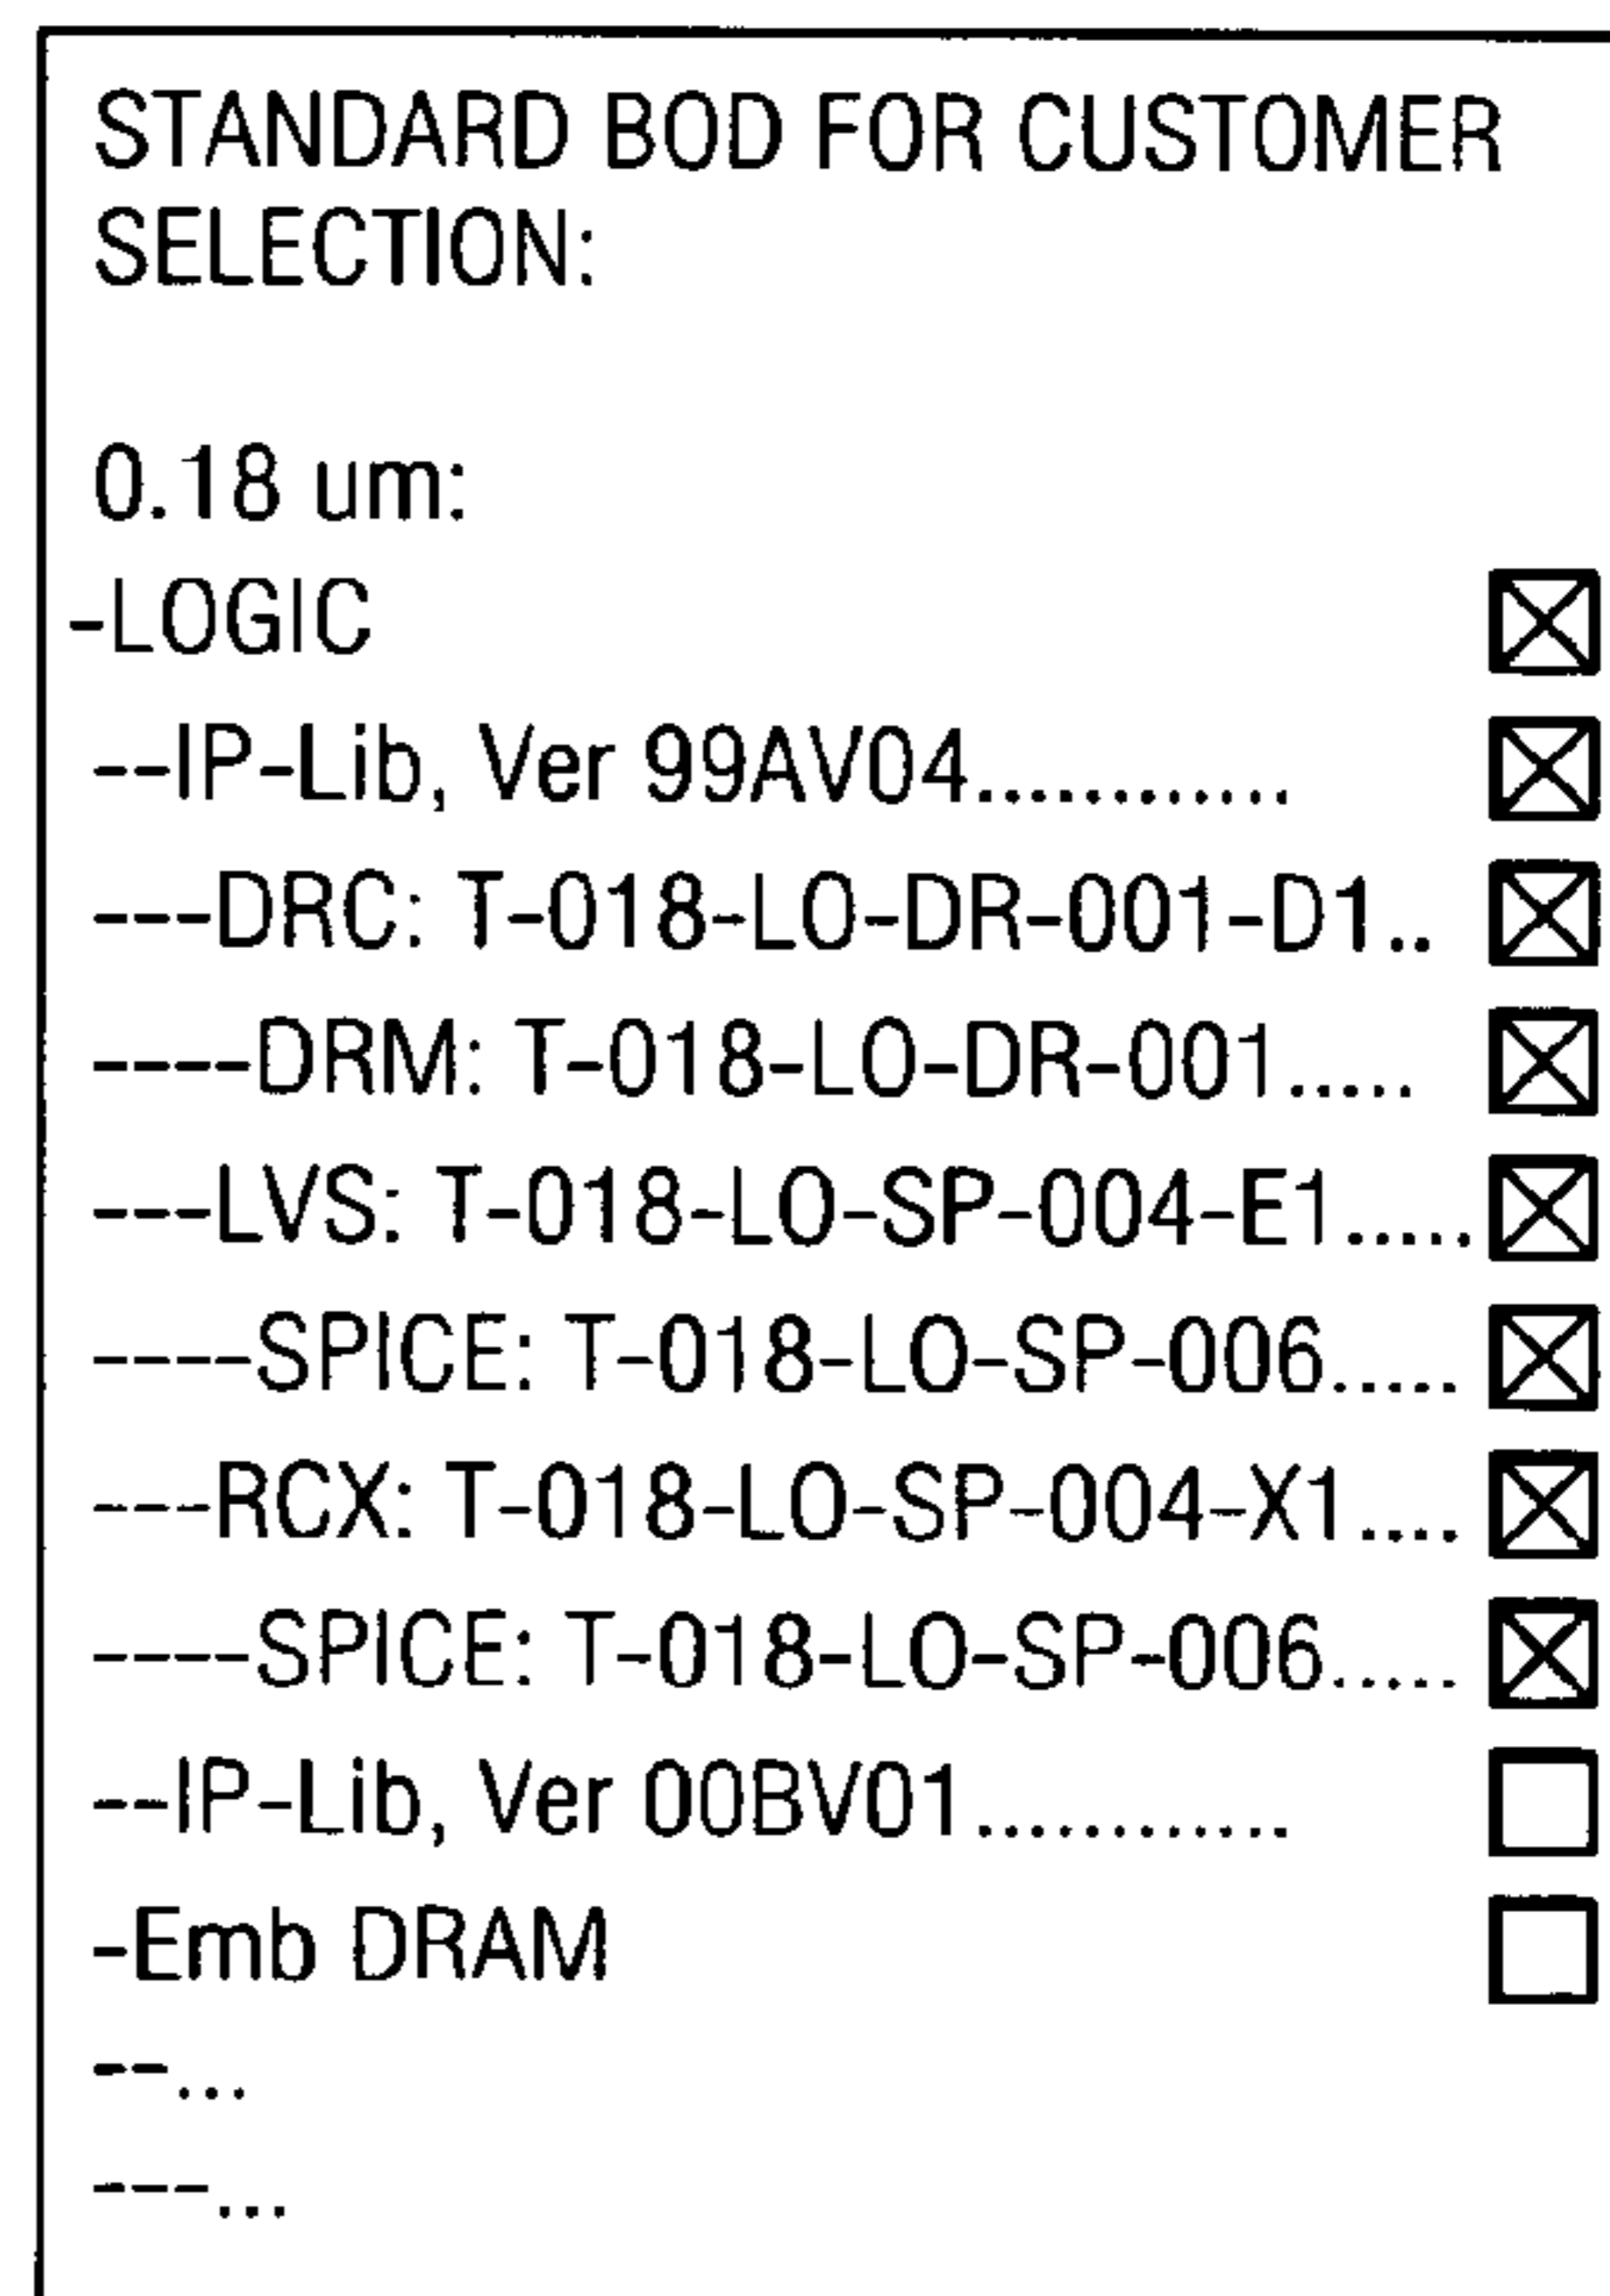 STANDARD BOD FOR CUSTOMER
SELECTION:
0.18 um:
-LOGIC
--IP-Lib, Ver 99AV04............
---DRC: T-018-LO-DR-001-D1..
----DRM: T-018-LO-DR-001.....
---LVS: T-018-LO-SP-004-E1.....
----SPICE: T-018-LO-SP-006.....
---RCX: T-018-LO-SP-004-X1....
----SPICE: T-018-LO-SP-006.....
--IP-Lib, Ver 00BV01............
-Emb DRAM
--...
---...